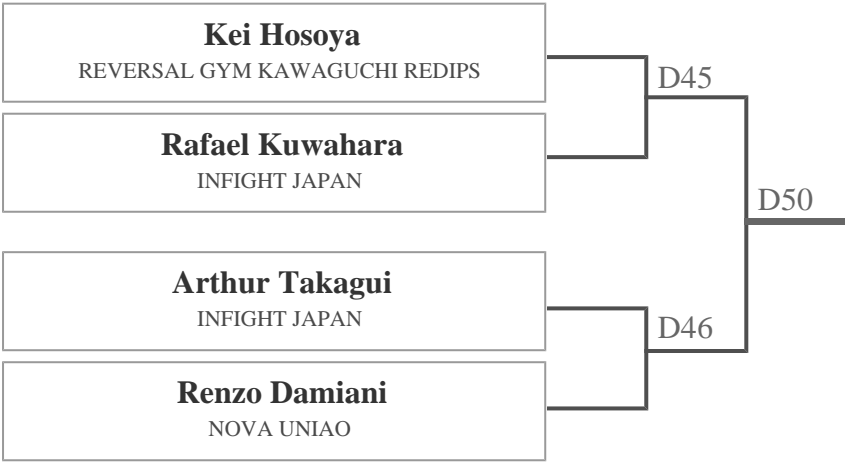 Kei Hosoya
REVERSAL GYM KAWAGUCHI REDIPS
D45
Rafael Kuwahara
INFIGHT JAPAN
D50
Arthur Takagui
INFIGHT JAPAN
D46
Renzo Damiani
NOVA UNIAO